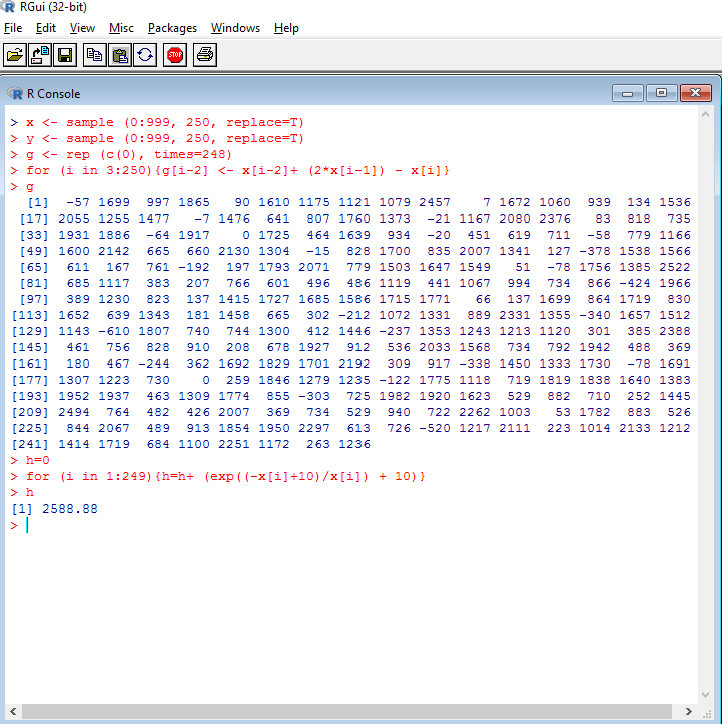 RGui (32-bit)
File Edit View Misc Packages Windows Help
STOP
R Console
> x <- sample (0:999, 250, replace=T)
> y <- sample (0:999, 250, replace=T)
> g <- rep (c(0), times=248)
> for (i in 3:250){g[i-2] <- x[i-2]+ (2*x[i-1]) - x[i]}
> g
[1] -57 1699 997 1865 90 1610 1175 1121 1079 2457 7 1672 1060 939 134 1536
[17] 2055 1255 1477 -7 1476 641 807 1760 1373 -21 1167 2080 2376 83 818 735
[33] 1931 1886 -64 1917 0 1725 464 1639 934 -20 451 619 711 -58 779 1166
[49] 1600 2142 665 660 2130 1304 -15 828 1700 835 2007 1341 127 -378 1538 1566
[65] 611 167 761 -192 197 1793 2071 779 1503 1647 1549 51 -78 1756 1385 2522
[81] 685 1117 383 207 766 601 496 486 1119 441 1067 994 734 866 -424 1966
[97] 389 1230 823 137 1415 1727 1685 1586 1715 1771 66 137 1699 864 1719 830
[113] 1652 639 1343 181 1458 665 302 -212 1072 1331 889 2331 1355 -340 1657 1512
[129] 1143 -610 1807 740 744 1300 412 1446 -237 1353 1243 1213 1120 301 385 2388
[145] 461 756 828 910 208 678 1927 912 536 2033 1568 734 792 1942 488 369
[161] 180 467 -244 362 1692 1829 1701 2192 309 917 -338 1450 1333 1730 -78 1691
[177] 1307 1223 730 0 259 1846 1279 1235 -122 1775 1118 719 1819 1838 1640 1383
[193] 1952 1937 463 1309 1774 855 -303 725 1982 1920 1623 529 882 710 252 1445
[209] 2494 764 482 426 2007 369 734 529 940 722 2262 1003 53 1782 883 526
[225] 844 2067 489 913 1854 1950 2297 613 726 -520 1217 2111 223 1014 2133 1212
[241] 1414 1719 684 1100 2251 1172 263 1236
> h=0
> for (i in 1:249){h=h+ (exp((-x[i]+10)/x[i]) + 10)}
> h
[1] 2588.88
>